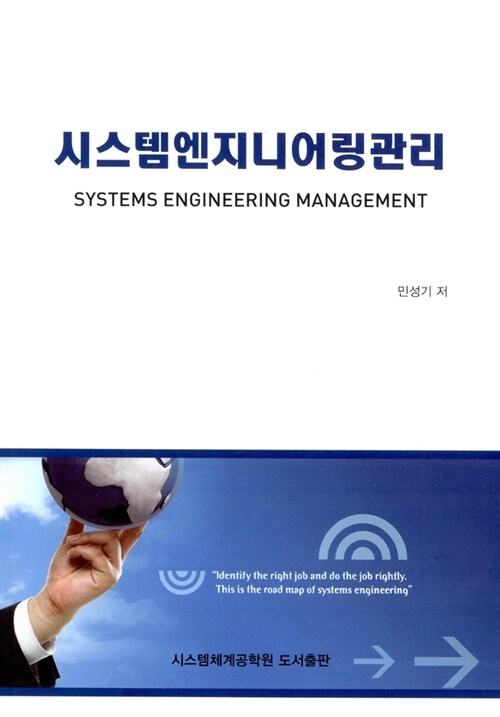 시스템엔지니어링관리
SYSTEMS ENGINEERING MANAGEMENT
민성기 저
"Identify the right job and do the job rightly.
This is the road map of systems engineering"
시스템체계공학원 도서출판